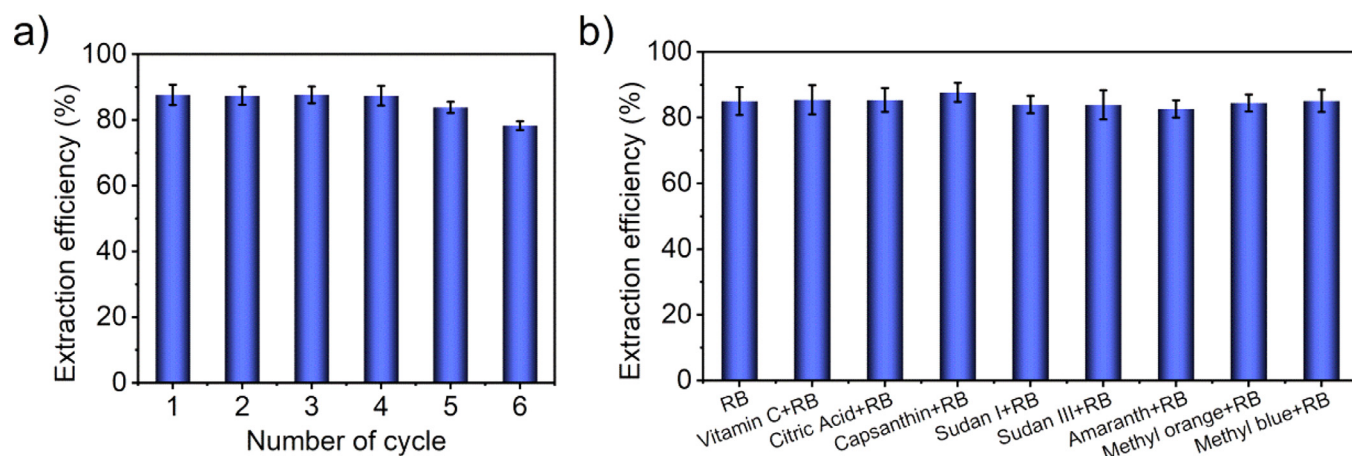 a)
Extraction efficiency (%)
100
80
60
40
20
0
1 2 3 4 5 6
Number of cycle
b)
Extraction efficiency (%)
100
80
60
40
20
0
RB
Vitamin C+RB
Citric Acid+RB
Capsanthin+RB
Sudan I+RB
Sudan III+RB
Amaranth+RB
Methyl orange+RB
Methyl blue+RB